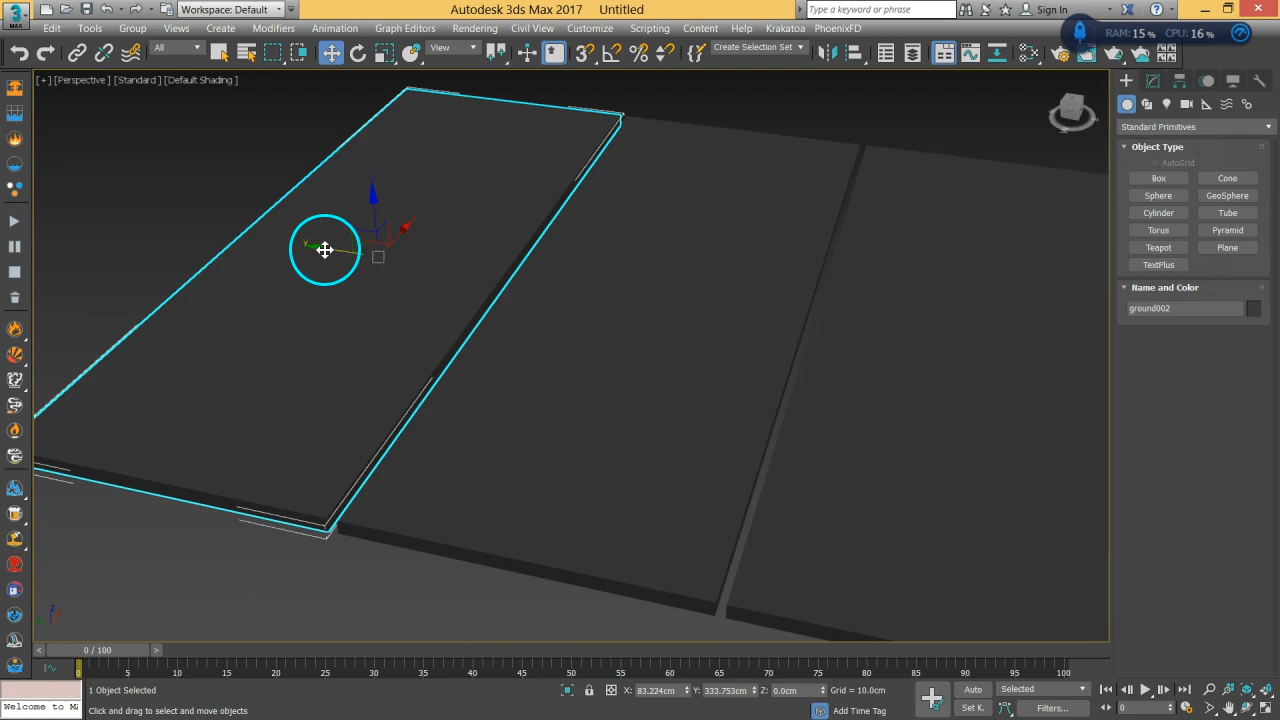 3
MAX
Workspace: Default
Autodesk 3ds Max 2017 Untitled
Type a keyword or phrase
Sign In
Edit Tools Group Views Create Modifiers Animation Graph Editors Rendering Civil View Customize Scripting Content Help Krakatoa PhoenixFD
RAM: 15 % CPU: 16 %
All
View
Create Selection Set
[+] [Perspective] [Standard] [Default Shading]
Standard Primitives
Object Type
AutoGrid
Box Cone
Sphere GeoSphere
Cylinder Tube
Torus Pyramid
Teapot Plane
TextPlus
Name and Color
ground002
y
z
< 0 / 100 >
0 5 10 15 20 25 30 35 40 45 50 55 60 65 70 75 80 85 90 95 100
1 Object Selected
X: 83.224cm Y: 333.753cm Z: 0.0cm Grid = 10.0cm
Auto Selected
Welcome to M
Click and drag to select and move objects
Add Time Tag
Set K. Filters... 0